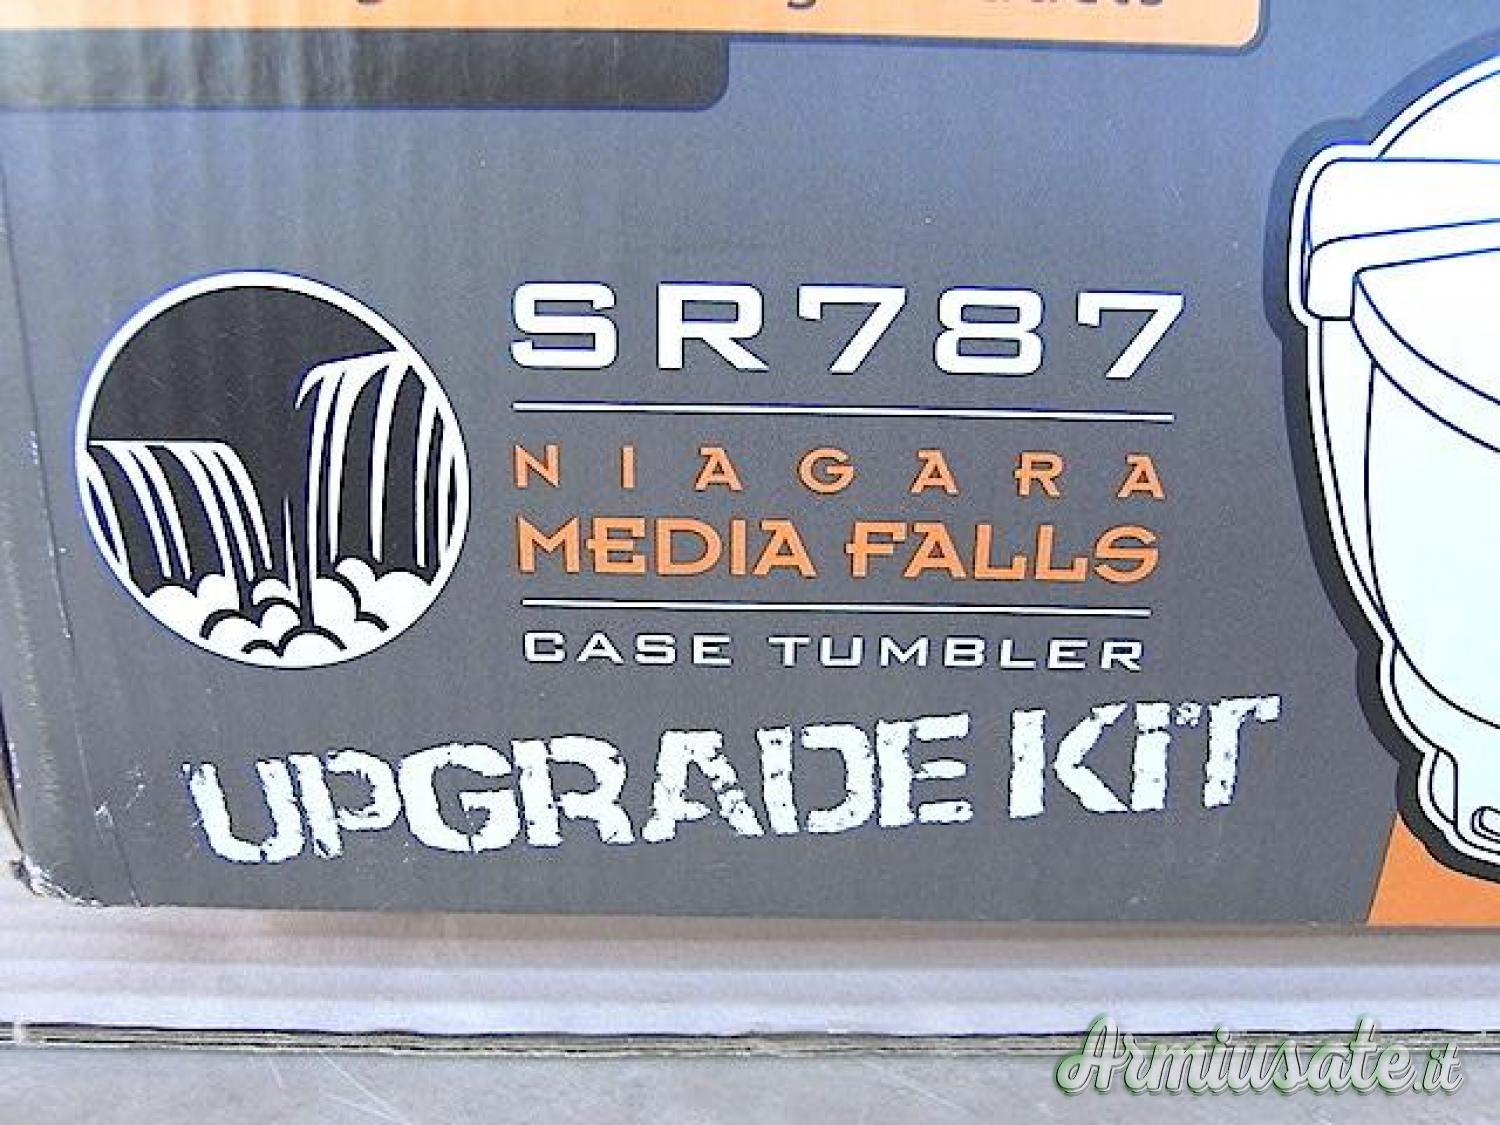 SR787
NIAGARA
MEDIA FALLS
CASE TUMBLER
UPGRADE KIT
Armiusate.it